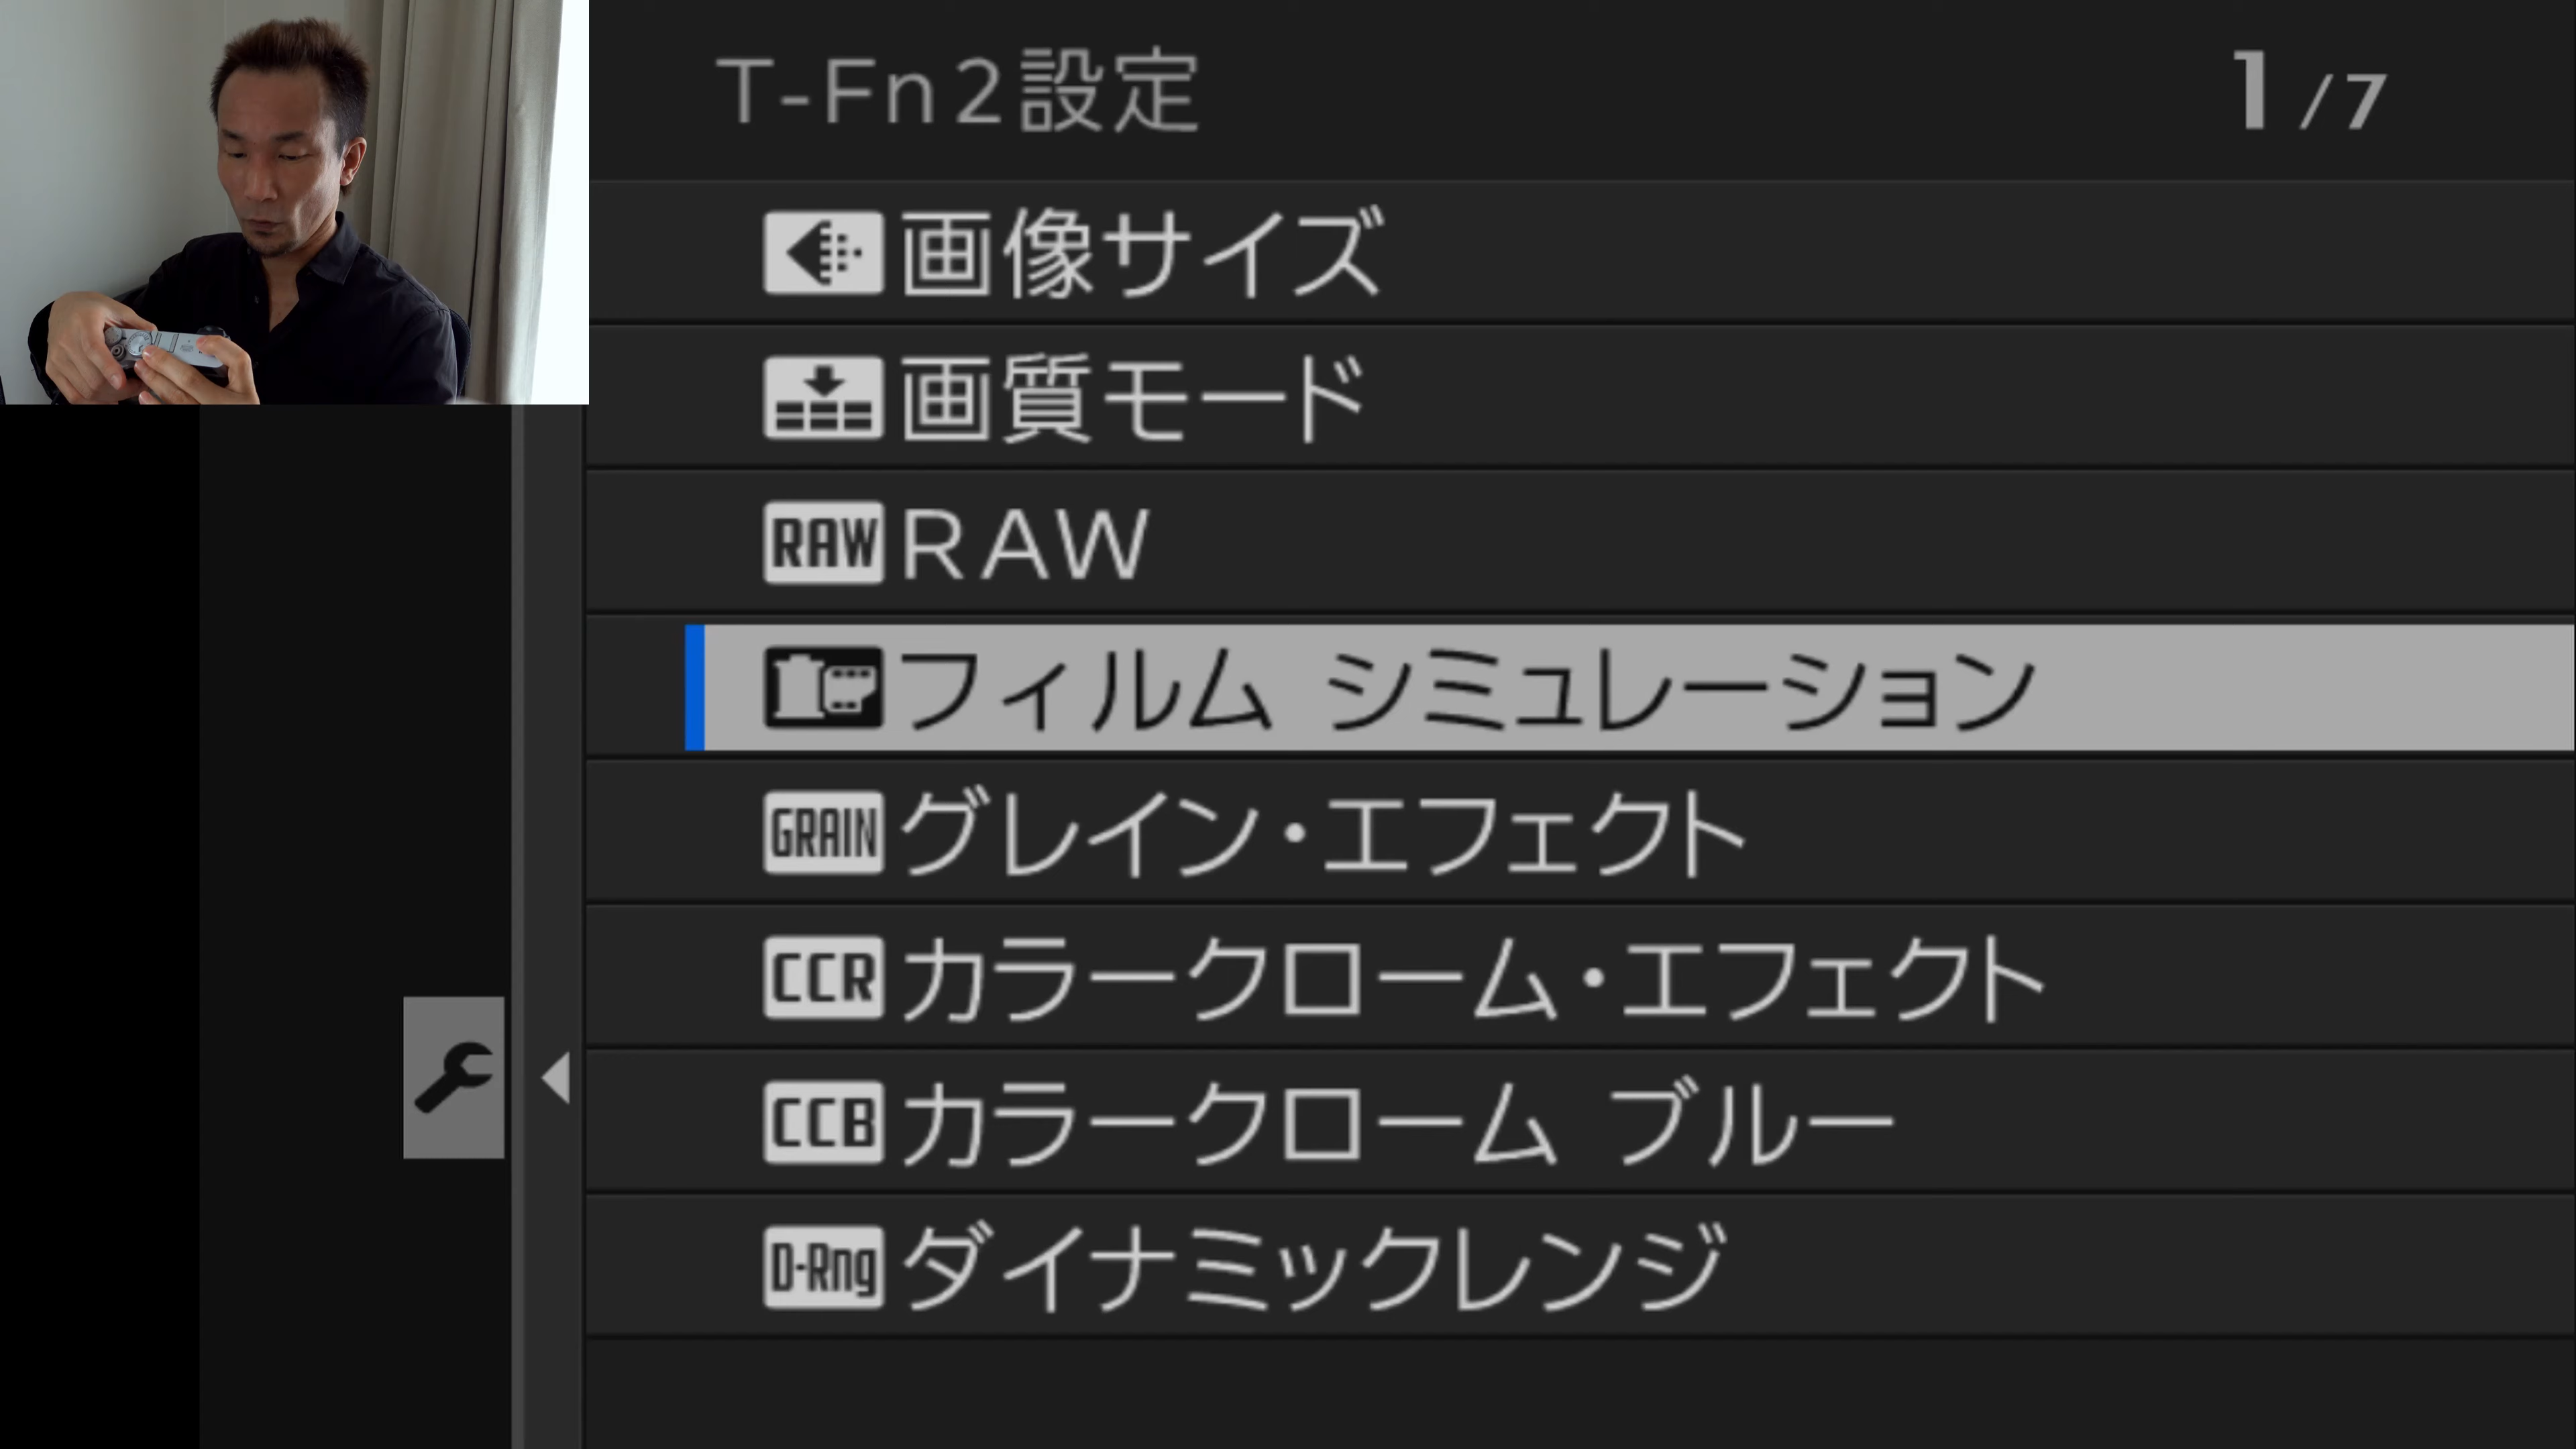 T-Fn2設定 1/7
画像サイズ
画質モード
RAW RAW
フィルム シミュレーション
GRAIN グレイン・エフェクト
CCR カラークローム・エフェクト
CCB カラークローム ブルー
D-Rng ダイナミックレンジ